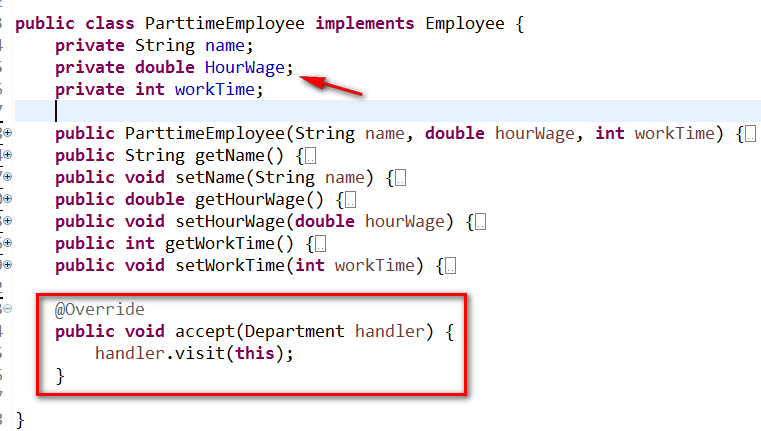 public class ParttimeEmployee implements Employee {
private String name;
private double HourWage;
private int workTime;
public ParttimeEmployee(String name, double hourWage, int workTime) {
public String getName() {
public void setName(String name) {
public double getHourWage() {
public void setHourWage(double hourWage) {
public int getWorkTime() {
public void setWorkTime(int workTime) {
@Override
public void accept(Department handler) {
handler.visit(this);
}
}